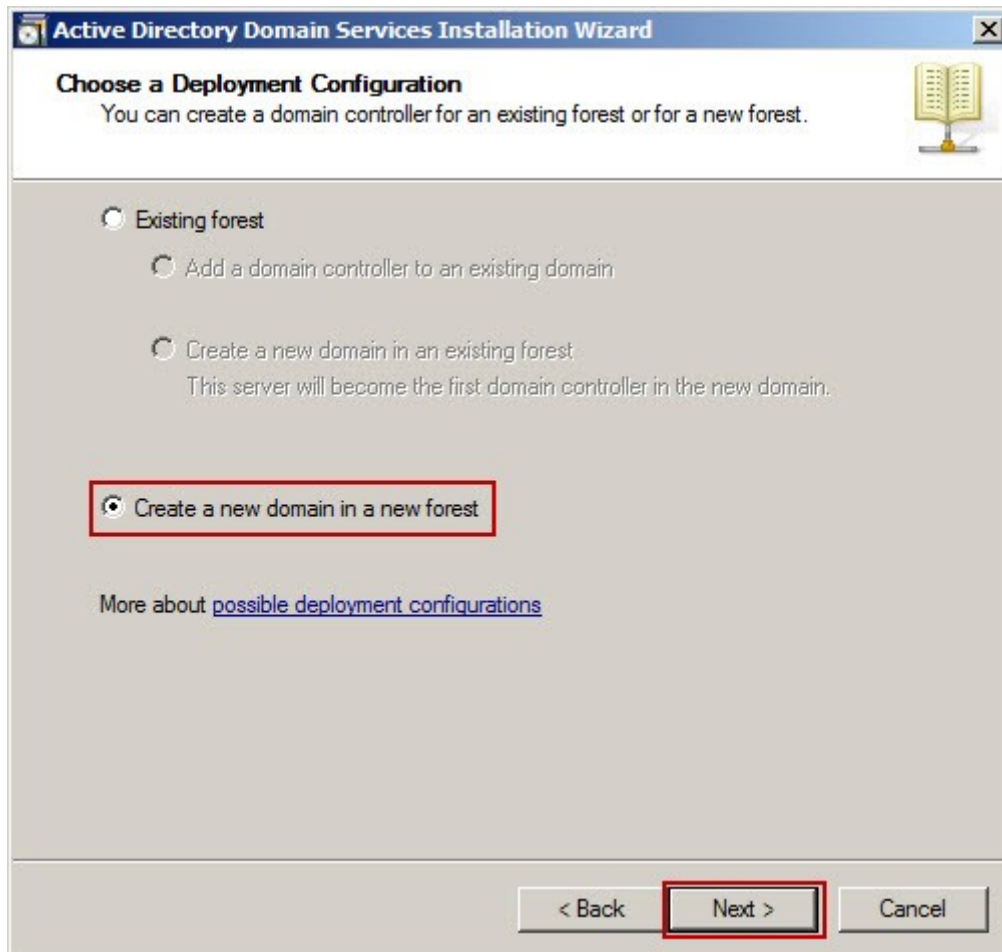 Active Directory Domain Services Installation Wizard
Choose a Deployment Configuration
You can create a domain controller for an existing forest or for a new forest.
Existing forest
Add a domain controller to an existing domain
Create a new domain in an existing forest
This server will become the first domain controller in the new domain.
Create a new domain in a new forest
More about possible deployment configurations
< Back Next > Cancel